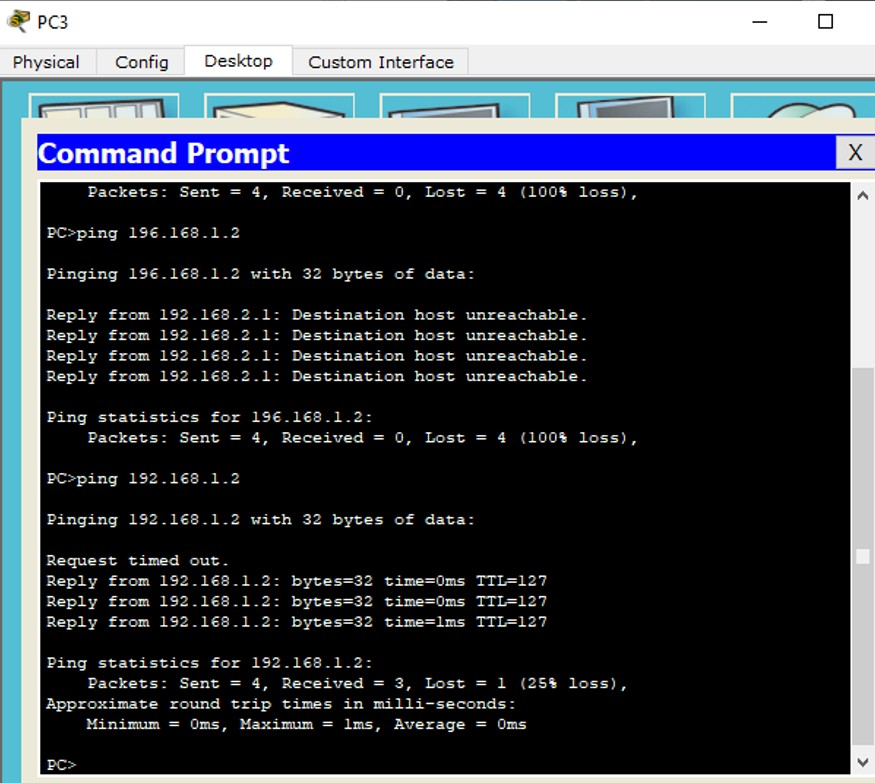 PC3
Physical Config Desktop Custom Interface
Command Prompt X
Packets: Sent = 4, Received = 0, Lost = 4 (100% loss),
PC>ping 196.168.1.2
Pinging 196.168.1.2 with 32 bytes of data:
Reply from 192.168.2.1: Destination host unreachable.
Reply from 192.168.2.1: Destination host unreachable.
Reply from 192.168.2.1: Destination host unreachable.
Reply from 192.168.2.1: Destination host unreachable.
Ping statistics for 196.168.1.2:
Packets: Sent = 4, Received = 0, Lost = 4 (100% loss),
PC>ping 192.168.1.2
Pinging 192.168.1.2 with 32 bytes of data:
Request timed out.
Reply from 192.168.1.2: bytes=32 time=0ms TTL=127
Reply from 192.168.1.2: bytes=32 time=0ms TTL=127
Reply from 192.168.1.2: bytes=32 time=1ms TTL=127
Ping statistics for 192.168.1.2:
Packets: Sent = 4, Received = 3, Lost = 1 (25% loss),
Approximate round trip times in milli-seconds:
Minimum = 0ms, Maximum = 1ms, Average = 0ms
PC>